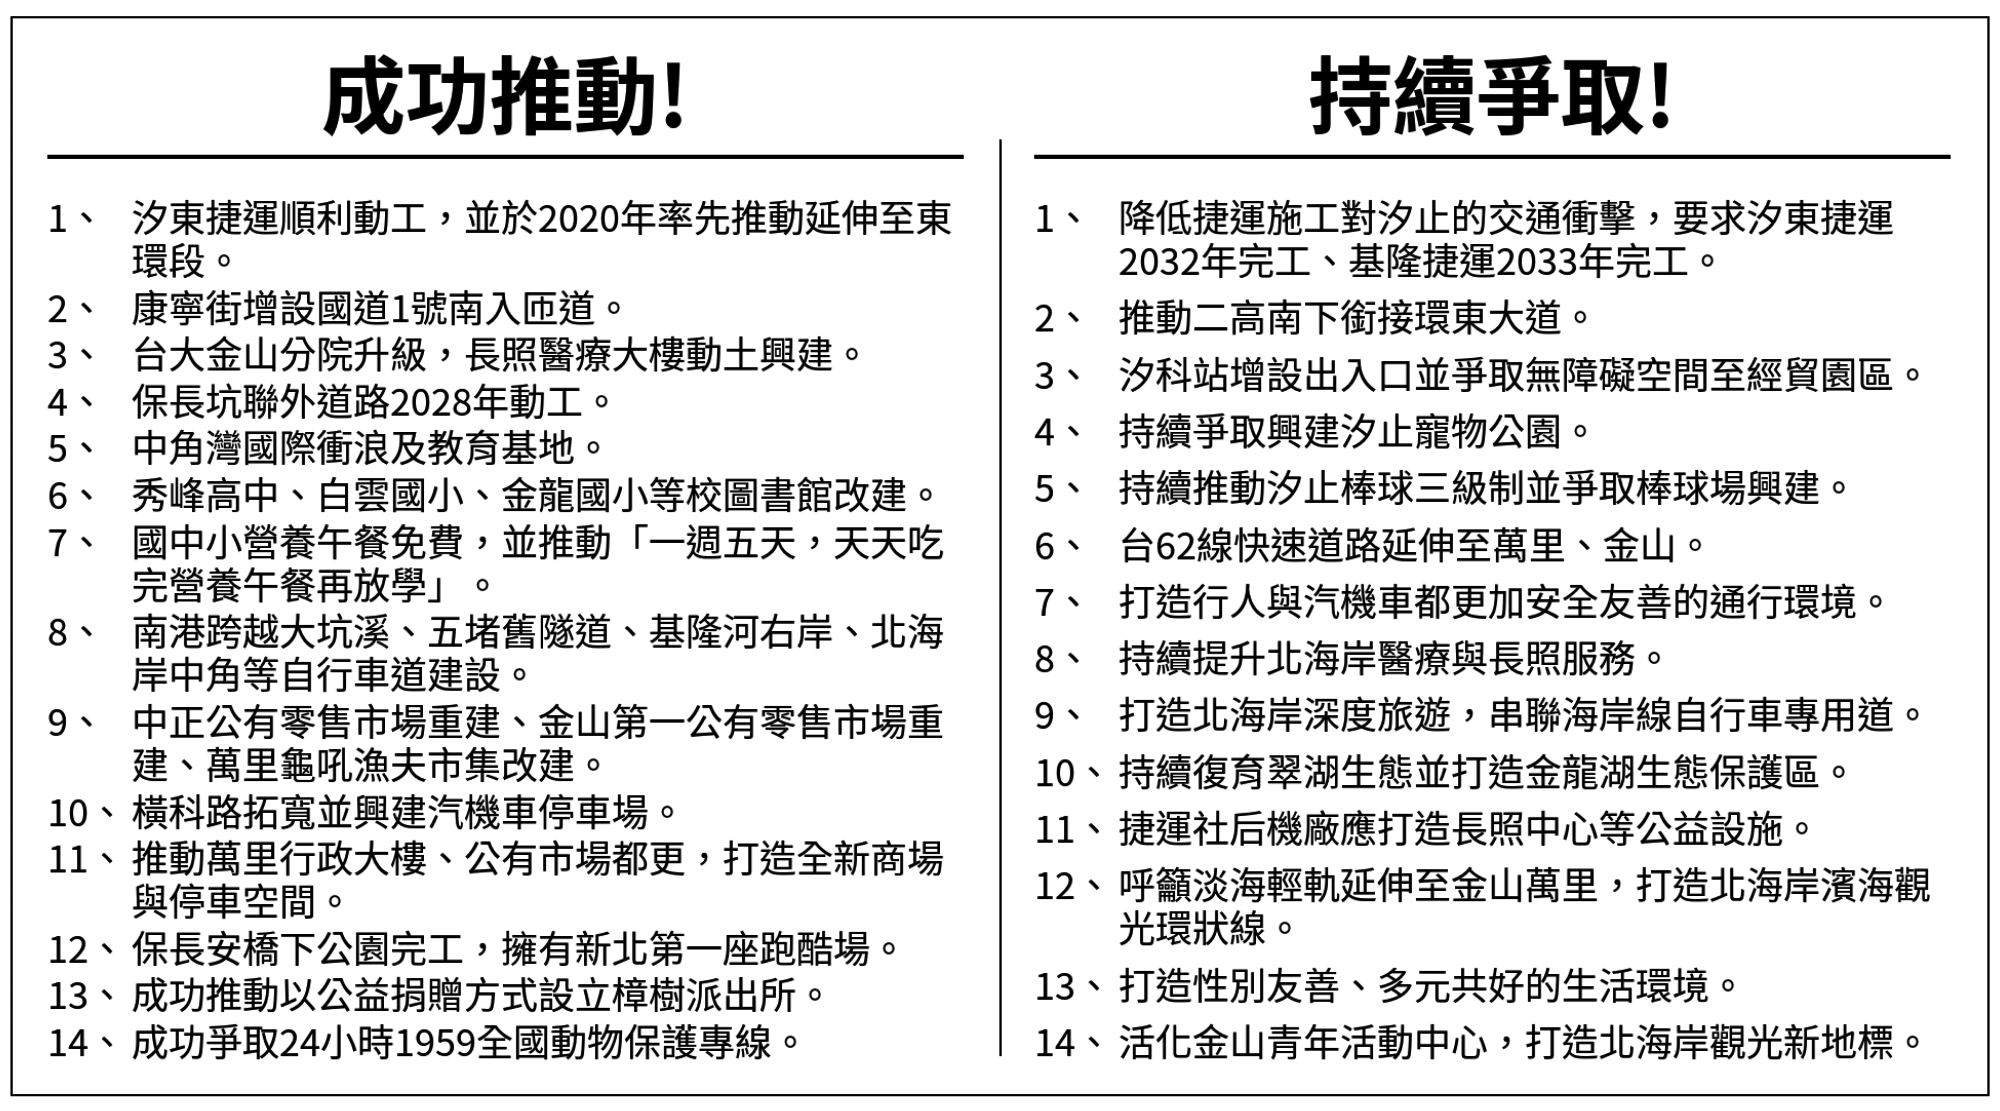 成功推動!
1、 汐東捷運順利動工，並於2020年率先推動延伸至東
環段。
2、 康寧街增設國道1號南入匝道。
3、 台大金山分院升級，長照醫療大樓動土興建。
4、 保長坑聯外道路2028年動工。
5、 中角灣國際衝浪及教育基地。
6、 秀峰高中、白雲國小、金龍國小等校圖書館改建。
7、 國中小營養午餐免費，並推動「一週五天，天天吃
完營養午餐再放學」。
8、 南港跨越大坑溪、五堵舊隧道、基隆河右岸、北海
岸中角等自行車道建設。
9、 中正公有零售市場重建、金山第一公有零售市場重
建、萬里龜吼漁夫市集改建。
10、 橫科路拓寬並興建汽機車停車場。
11、 推動萬里行政大樓、公有市場都更，打造全新商場
與停車空間。
12、 保長安橋下公園完工，擁有新北第一座跑酷場。
13、 成功推動以公益捐贈方式設立樟樹派出所。
14、 成功爭取24小時1959全國動物保護專線。
持續爭取!
1、 降低捷運施工對汐止的交通衝擊，要求汐東捷運
2032年完工、基隆捷運2033年完工。
2、 推動二高南下銜接環東大道。
3、 汐科站增設出入口並爭取無障礙空間至經貿園區。
4、 持續爭取興建汐止寵物公園。
5、 持續推動汐止棒球三級制並爭取棒球場興建。
6、 台62線快速道路延伸至萬里、金山。
7、 打造行人與汽機車都更加安全友善的通行環境。
8、 持續提升北海岸醫療與長照服務。
9、 打造北海岸深度旅遊，串聯海岸線自行車專用道。
10、 持續復育翠湖生態並打造金龍湖生態保護區。
11、 捷運社后機廠應打造長照中心等公益設施。
12、 呼籲淡海輕軌延伸至金山萬里，打造北海岸濱海觀
光環狀線。
13、 打造性別友善、多元共好的生活環境。
14、 活化金山青年活動中心，打造北海岸觀光新地標。